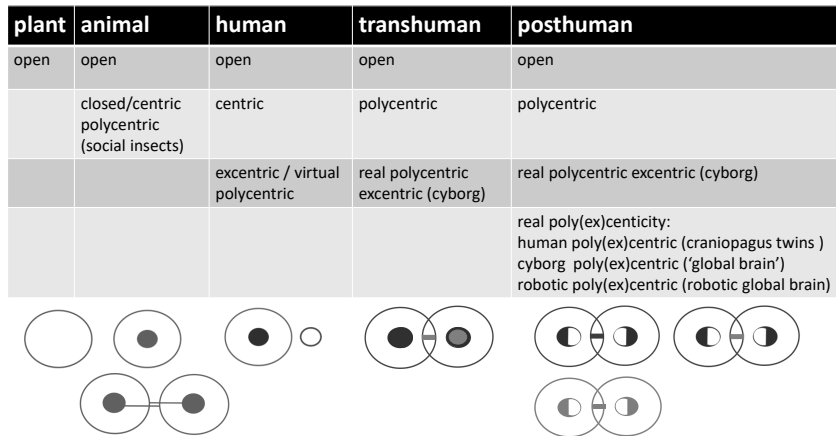 plant animal human transhuman posthuman
open open open open open
closed/centric centric polycentric polycentric
polycentric
(social insects)
excentric / virtual real polycentric real polycentric excentric (cyborg)
polycentric excentric (cyborg)
real poly(ex)centicity:
human poly(ex)centric (craniopagus twins )
cyborg poly(ex)centric (‘global brain’)
robotic poly(ex)centric (robotic global brain)